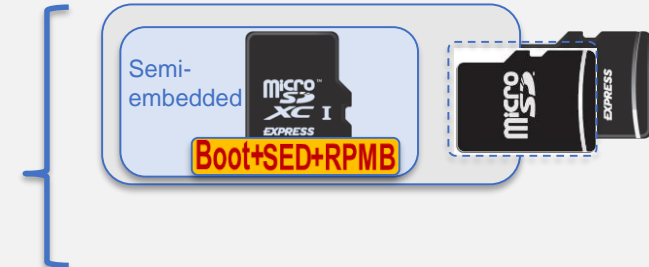 Semi-
embedded
micro
SD
XC I
EXPRESS
Boot+SED+RPMB
micro
SD
EXPRESS